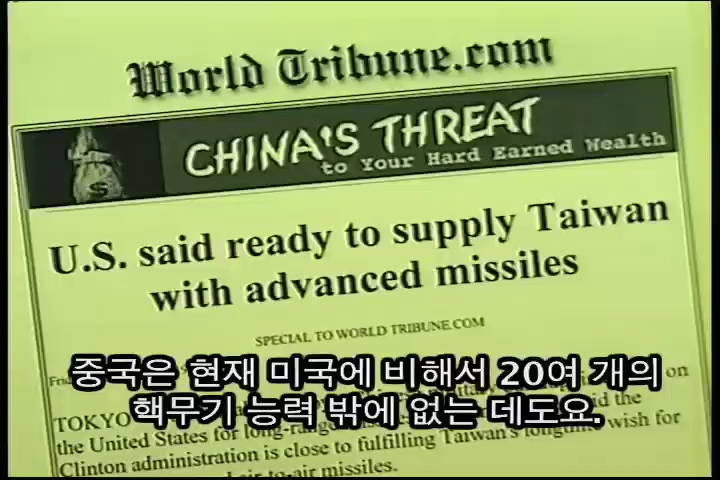 World Tribune.com
CHINA'S THREAT
to Your Hard Earned Wealth
U.S. said ready to supply Taiwan
with advanced missiles
SPECIAL TO WORLD TRIBUNE.COM
중국은 현재 미국에 비해서 20여 개의
핵무기 능력 밖에 없는 데도요.
on
TOKYO
the United States for long-range
the
Clinton administration is close to fulfilling Taiwan's longtime wish for
air-to-air missiles.